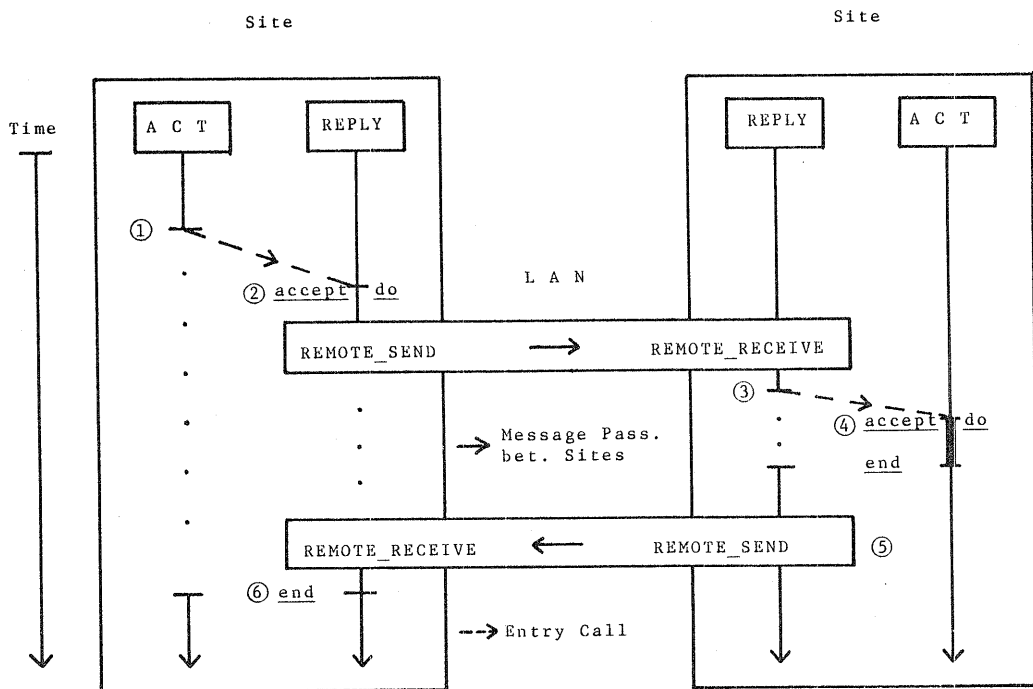 Site
Site
A C T
REPLY
REPLY
A C T
Time
①
② accept do
L A N
REMOTE_SEND → REMOTE_RECEIVE
③
④ accept do
→ Message Pass.
bet. Sites
end
REMOTE_RECEIVE ← REMOTE_SEND
⑤
⑥ end
--→ Entry Call